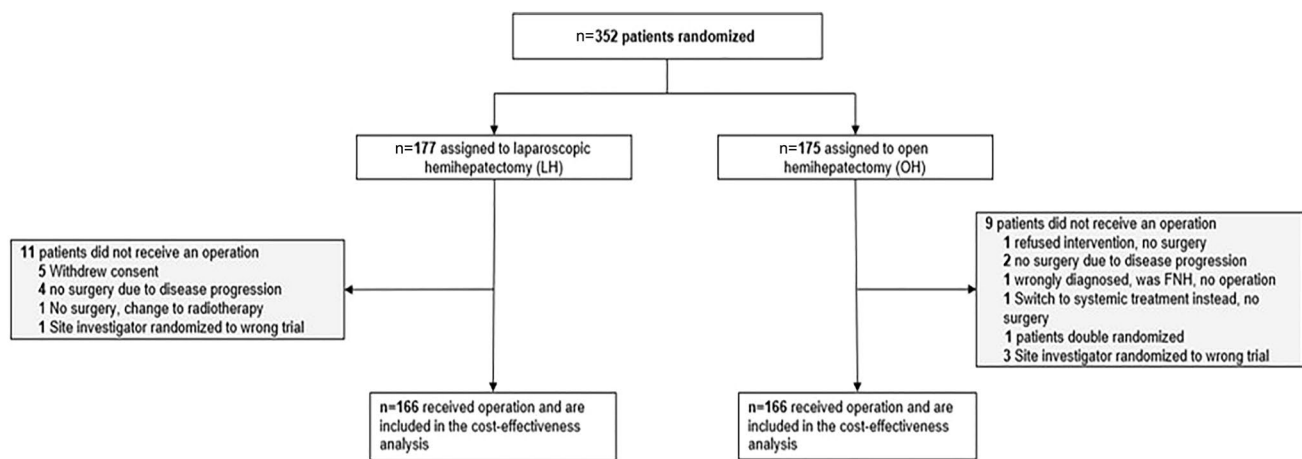 n=352 patients randomized
n=177 assigned to laparoscopic
hemihepatectomy (LH)
n=175 assigned to open
hemihepatectomy (OH)
11 patients did not receive an operation
5 Withdrew consent
4 no surgery due to disease progression
1 No surgery, change to radiotherapy
1 Site investigator randomized to wrong trial
9 patients did not receive an operation
1 refused intervention, no surgery
2 no surgery due to disease progression
1 wrongly diagnosed, was FNH, no operation
1 Switch to systemic treatment instead, no
surgery
1 patients double randomized
3 Site investigator randomized to wrong trial
n=166 received operation and are
included in the cost-effectiveness
analysis
n=166 received operation and are
included in the cost-effectiveness
analysis